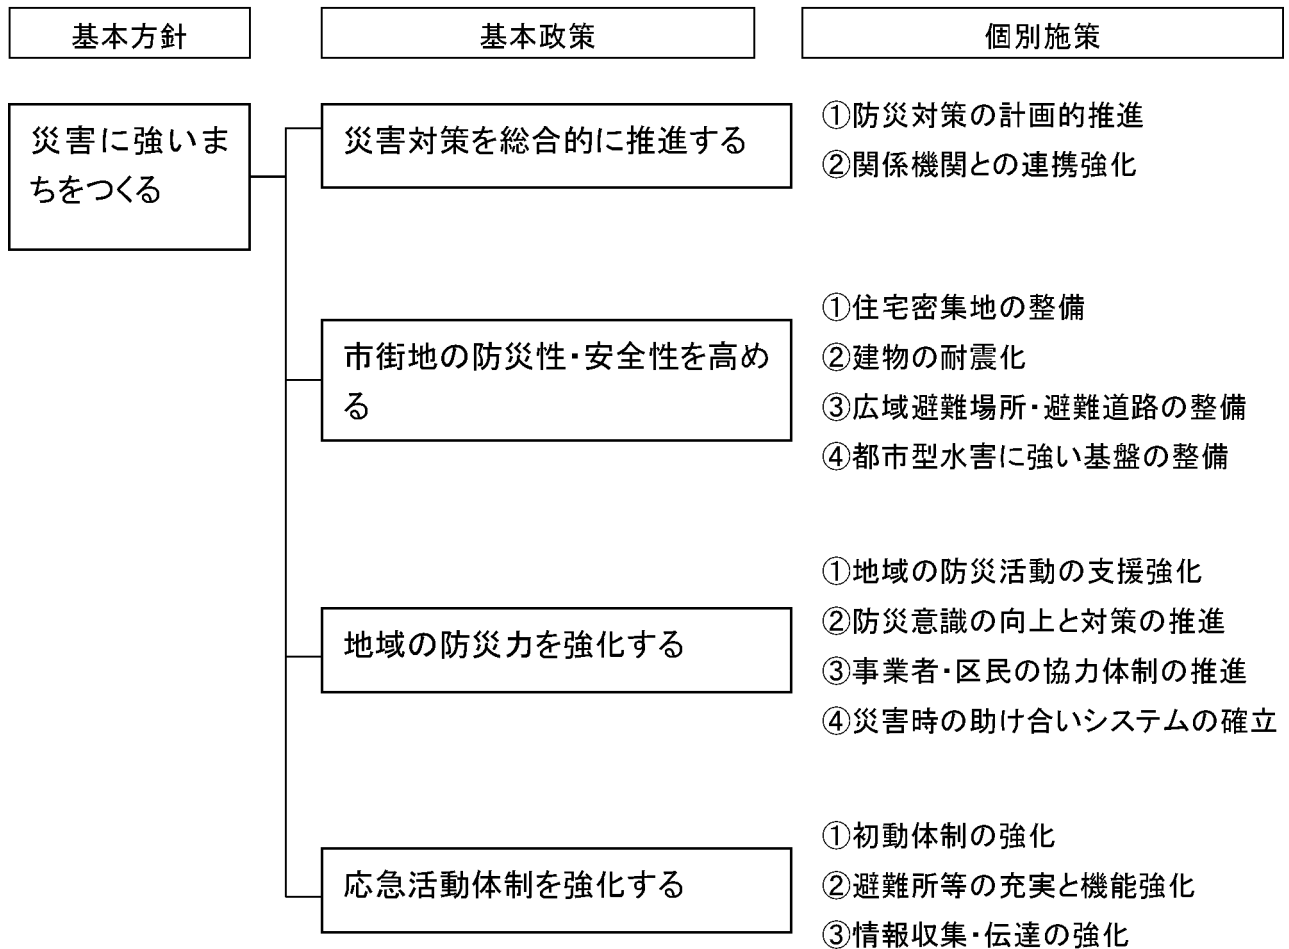 基本方針
基本政策
個別施策
災害に強いま
ちをつくる
災害対策を総合的に推進する
①防災対策の計画的推進
②関係機関との連携強化
市街地の防災性・安全性を高め
る
①住宅密集地の整備
②建物の耐震化
③広域避難場所・避難道路の整備
④都市型水害に強い基盤の整備
地域の防災力を強化する
①地域の防災活動の支援強化
②防災意識の向上と対策の推進
③事業者・区民の協力体制の推進
④災害時の助け合いシステムの確立
応急活動体制を強化する
①初動体制の強化
②避難所等の充実と機能強化
③情報収集・伝達の強化